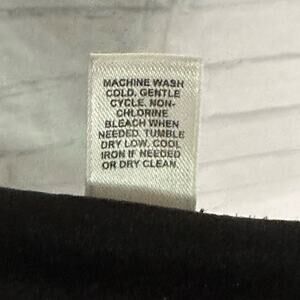 MACHINE WASH
COLD, GENTLE
CYCLE. NON-
CHLORINE
BLEACH WHEN
NEEDED. TUMBLE
DRY LOW. COOL
IRON IF NEEDED
OR DRY CLEAN.